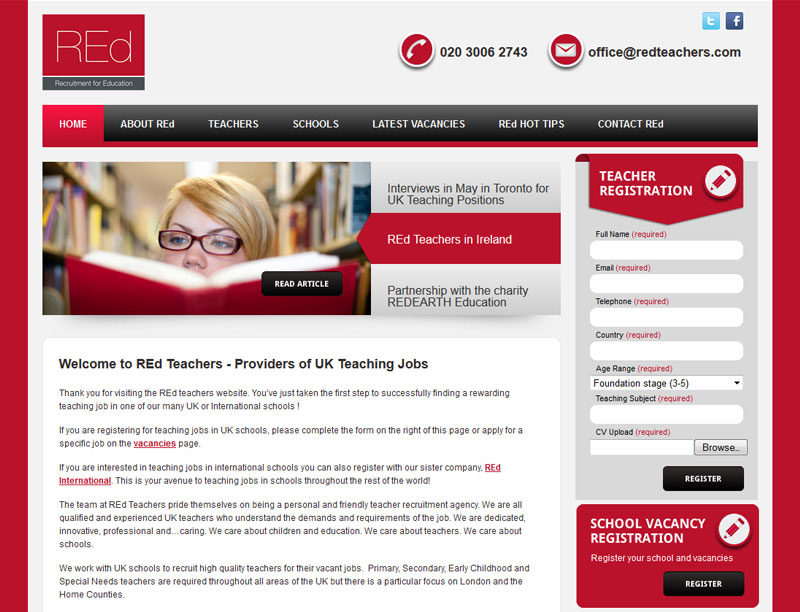 REd
Recruitment for Education
020 3006 2743
office@redteachers.com
HOME
ABOUT REd
TEACHERS
SCHOOLS
LATEST VACANCIES
REd HOT TIPS
CONTACT REd
READ ARTICLE
Interviews in May in Toronto for
UK Teaching Positions
REd Teachers in Ireland
Partnership with the charity
REDEARTH Education
Welcome to REd Teachers - Providers of UK Teaching Jobs
Thank you for visiting the REd teachers website. You've just taken the first step to successfully finding a rewarding
teaching job in one of our many UK or International schools !
If you are registering for teaching jobs in UK schools, please complete the form on the right of this page or apply for a
specific job on the vacancies page.
If you are interested in teaching jobs in international schools you can also register with our sister company, REd
International. This is your avenue to teaching jobs in schools throughout the rest of the world!
The team at REd Teachers pride themselves on being a personal and friendly teacher recruitment agency. We are all
qualified and experienced UK teachers who understand the demands and requirements of the job. We are dedicated,
innovative, professional and…caring. We care about children and education. We care about teachers. We care about
schools.
We work with UK schools to recruit high quality teachers for their vacant jobs.  Primary, Secondary, Early Childhood and
Special Needs teachers are required throughout all areas of the UK but there is a particular focus on London and the
Home Counties.
TEACHER
REGISTRATION
Full Name (required)
Email (required)
Telephone (required)
Country (required)
Age Range (required)
Foundation stage (3-5)
Teaching Subject (required)
CV Upload (required)
Browse...
REGISTER
SCHOOL VACANCY
REGISTRATION
Register your school and vacancies
REGISTER